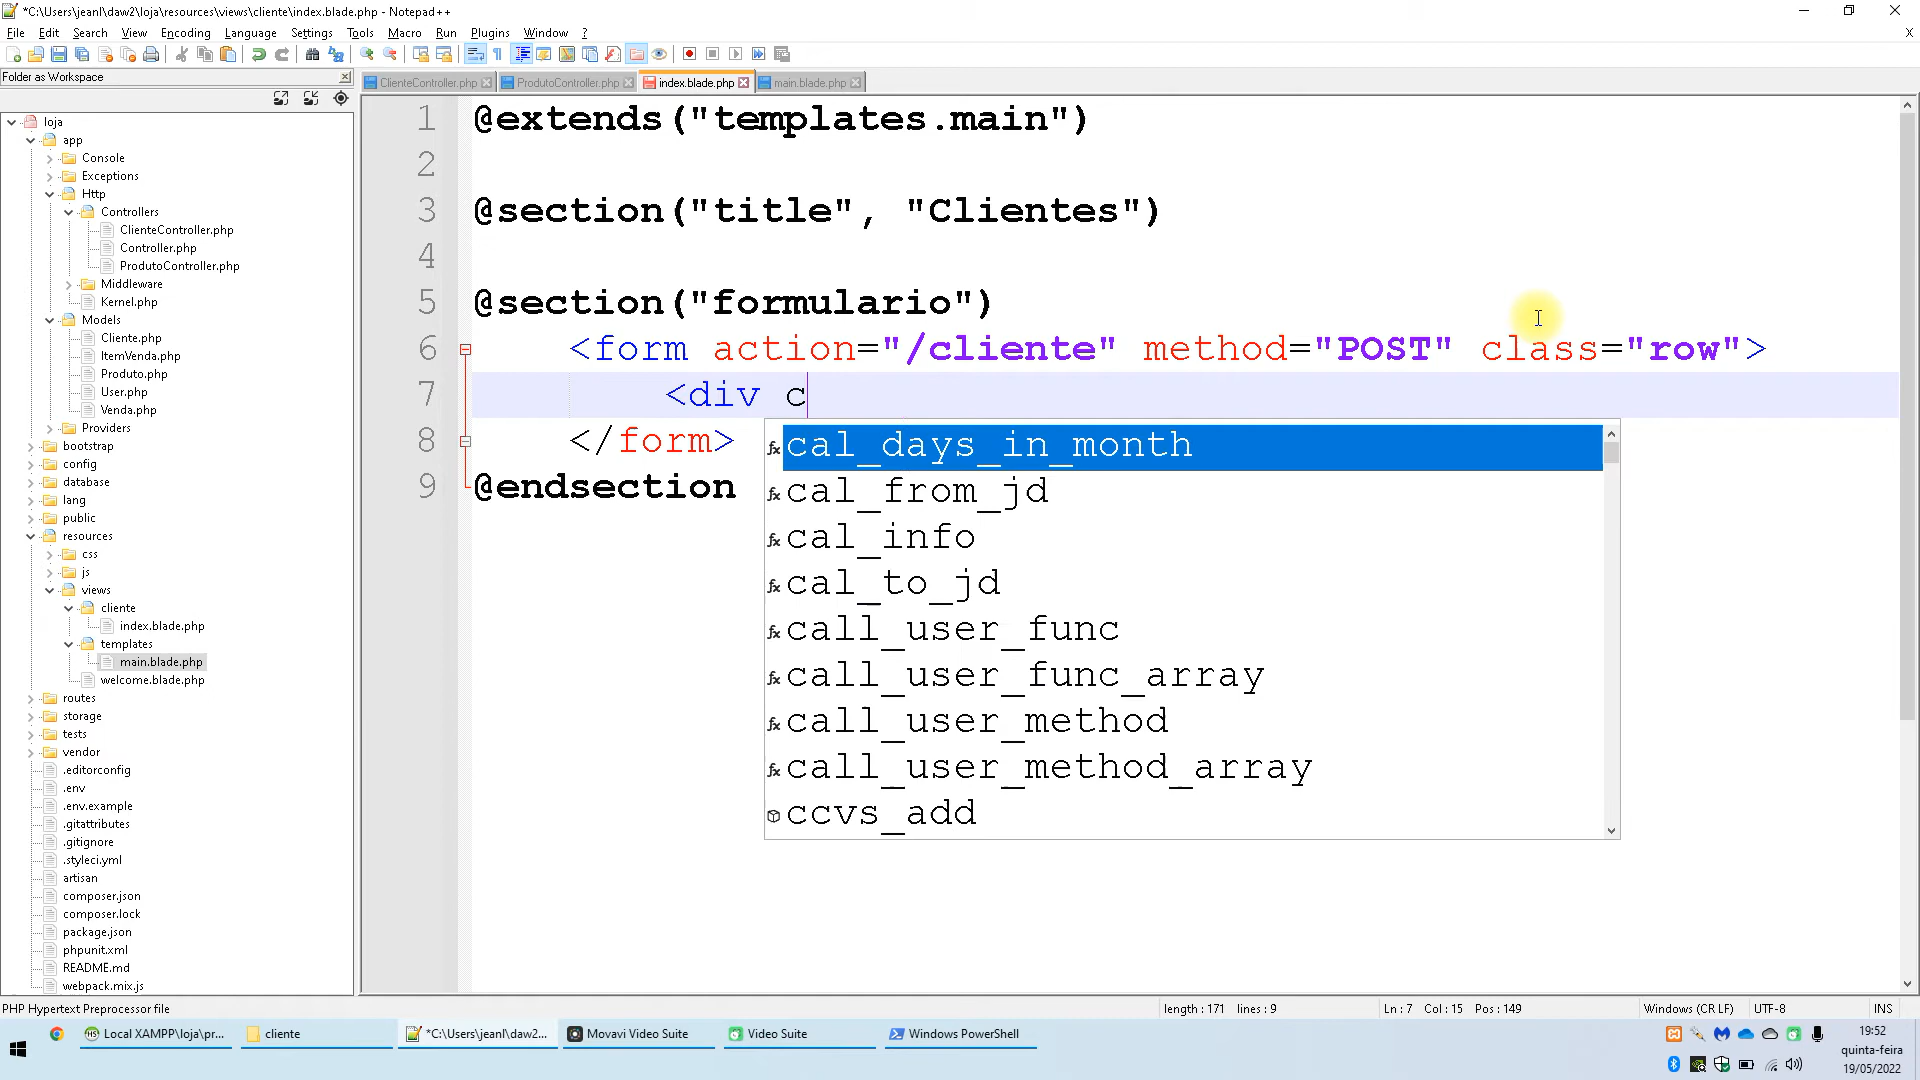 *C:\Users\jeanl\daw2\loja\resources\views\cliente\index.blade.php - Notepad++
File Edit Search View Encoding Language Settings Tools Macro Run Plugins Window ? X
Folder as Workspace
ClienteController.php ProdutoController.php index.blade.php main.blade.php
loja
app
Console
Exceptions
Http
Controllers
ClienteController.php
Controller.php
ProdutoController.php
Middleware
Kernel.php
Models
Cliente.php
ItemVenda.php
Produto.php
User.php
Venda.php
Providers
bootstrap
config
database
lang
public
resources
css
js
views
cliente
index.blade.php
templates
main.blade.php
welcome.blade.php
routes
storage
tests
vendor
.editorconfig
.env
.env.example
.gitattributes
.gitignore
.styleci.yml
artisan
composer.json
composer.lock
package.json
phpunit.xml
README.md
webpack.mix.js
1 @extends("templates.main")
2
3 @section("title", "Clientes")
4
5 @section("formulario")
6 <form action="/cliente" method="POST" class="row">
7 <div c
8 </form>
9 @endsection
cal_days_in_month
cal_from_jd
cal_info
cal_to_jd
call_user_func
call_user_func_array
call_user_method
call_user_method_array
ccvs_add
PHP Hypertext Preprocessor file length : 171 lines : 9 Ln : 7 Col : 15 Pos : 149 Windows (CR LF) UTF-8 INS
Local XAMPP\loja\pr... cliente *C:\Users\jeanl\daw2... Movavi Video Suite Video Suite Windows PowerShell
19:52
quinta-feira
19/05/2022